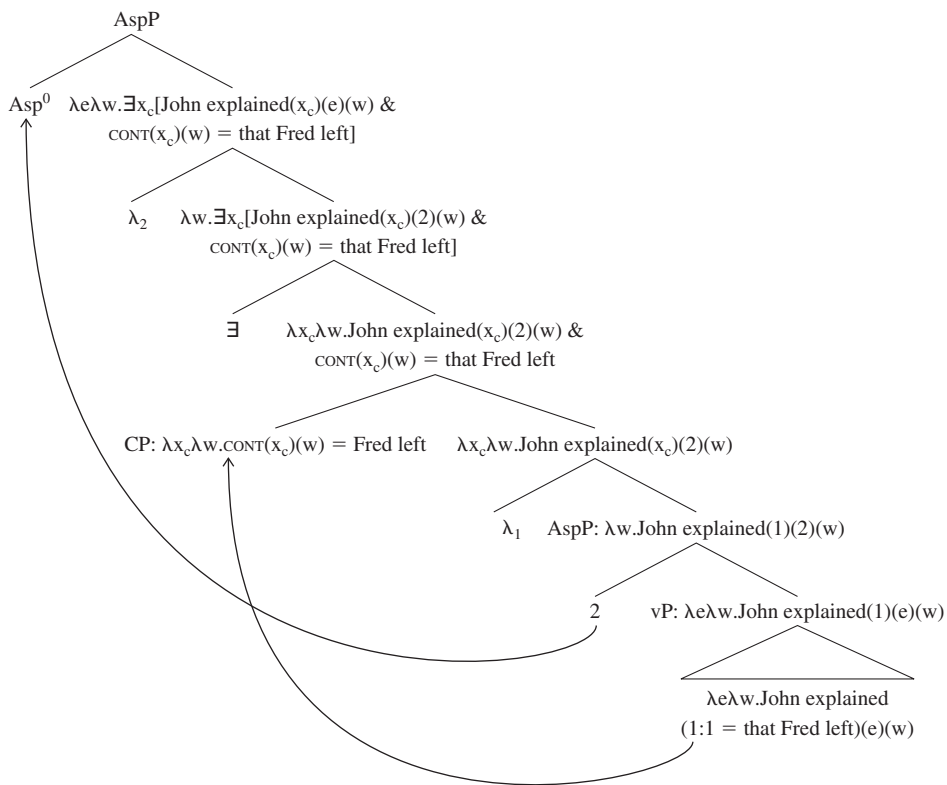 AspP
Asp⁰ λeλw.∃x_c[John explained(x_c)(e)(w) &
CONT(x_c)(w) = that Fred left]
λ₂ λw.∃x_c[John explained(x_c)(2)(w) &
CONT(x_c)(w) = that Fred left]
∃ λx_cλw.John explained(x_c)(2)(w) &
CONT(x_c)(w) = that Fred left
CP: λx_cλw.CONT(x_c)(w) = Fred left λx_cλw.John explained(x_c)(2)(w)
λ₁ AspP: λw.John explained(1)(2)(w)
2 vP: λeλw.John explained(1)(e)(w)
λeλw.John explained
(1:1 = that Fred left)(e)(w)